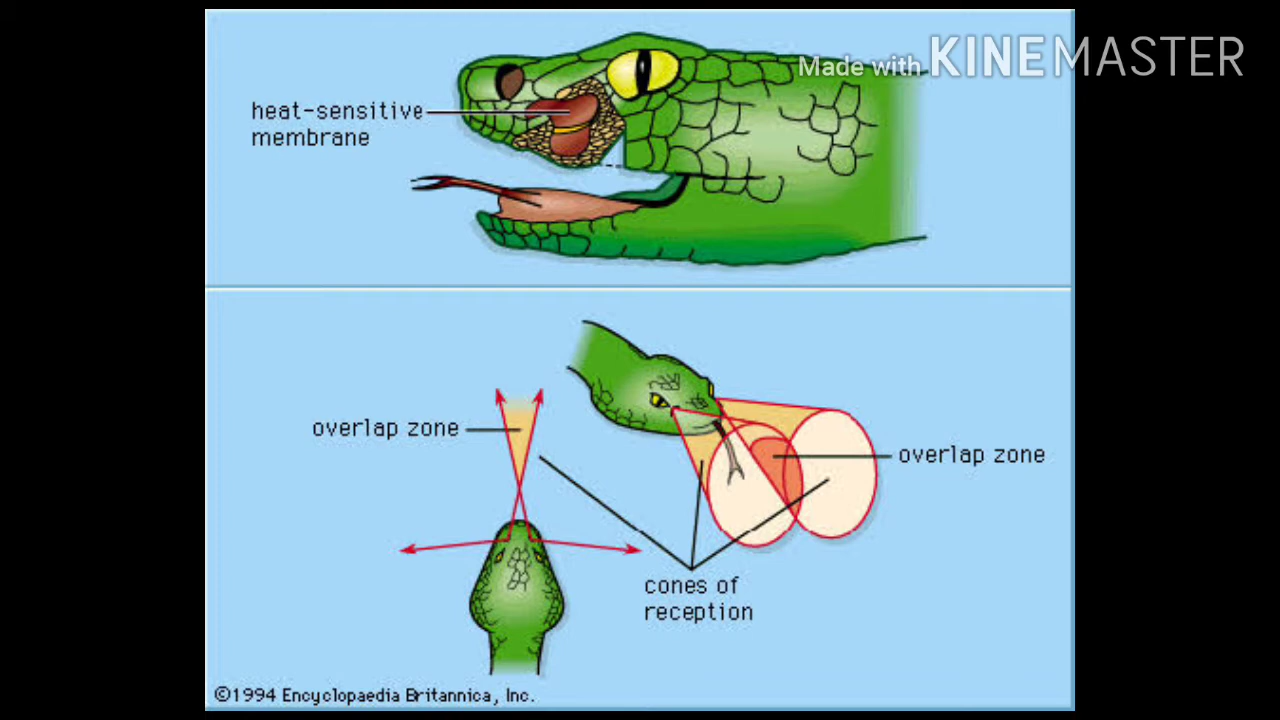 Made with KINEMASTER
heat-sensitive
membrane
overlap zone
overlap zone
cones of
reception
©1994 Encyclopaedia Britannica, Inc.